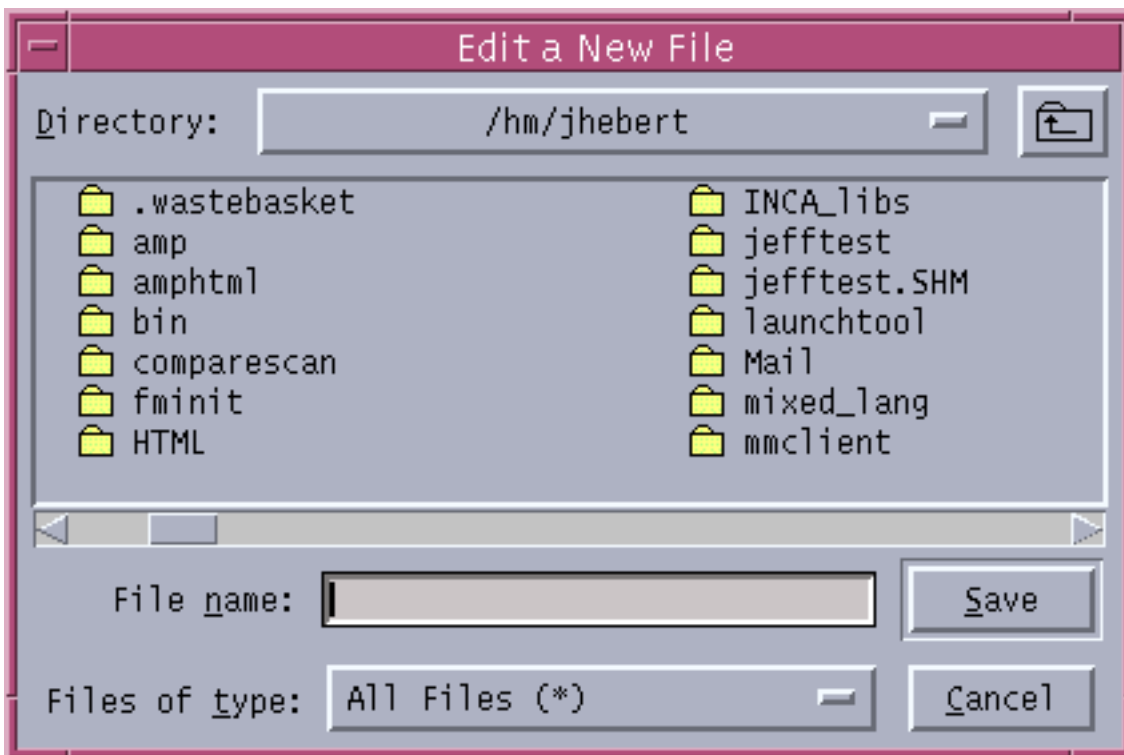 Edit a New File
Directory: /hm/jhebert
.wastebasket
amp
amphtml
bin
comparescan
fminit
HTML
INCA_libs
jefftest
jefftest.SHM
launchtool
Mail
mixed_lang
mmclient
File name:
Save
Files of type: All Files (*)
Cancel